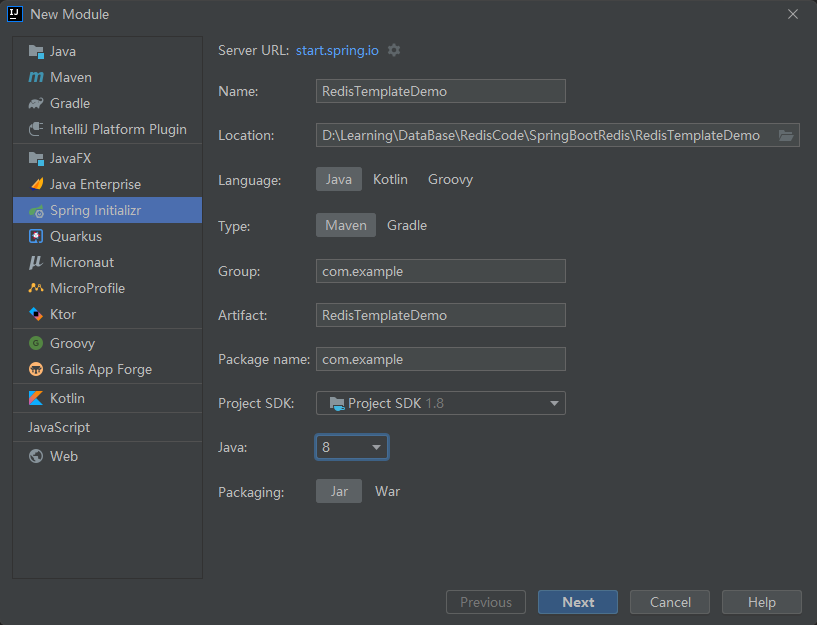 New Module
Java
Maven
Gradle
IntelliJ Platform Plugin
JavaFX
Java Enterprise
Spring Initializr
Quarkus
Micronaut
MicroProfile
Ktor
Groovy
Grails App Forge
Kotlin
JavaScript
Web
Server URL: start.spring.io
Name: RedisTemplateDemo
Location: D:\Learning\DataBase\RedisCode\SpringBootRedis\RedisTemplateDemo
Language: Java Kotlin Groovy
Type: Maven Gradle
Group: com.example
Artifact: RedisTemplateDemo
Package name: com.example
Project SDK: Project SDK 1.8
Java: 8
Packaging: Jar War
Previous Next Cancel Help